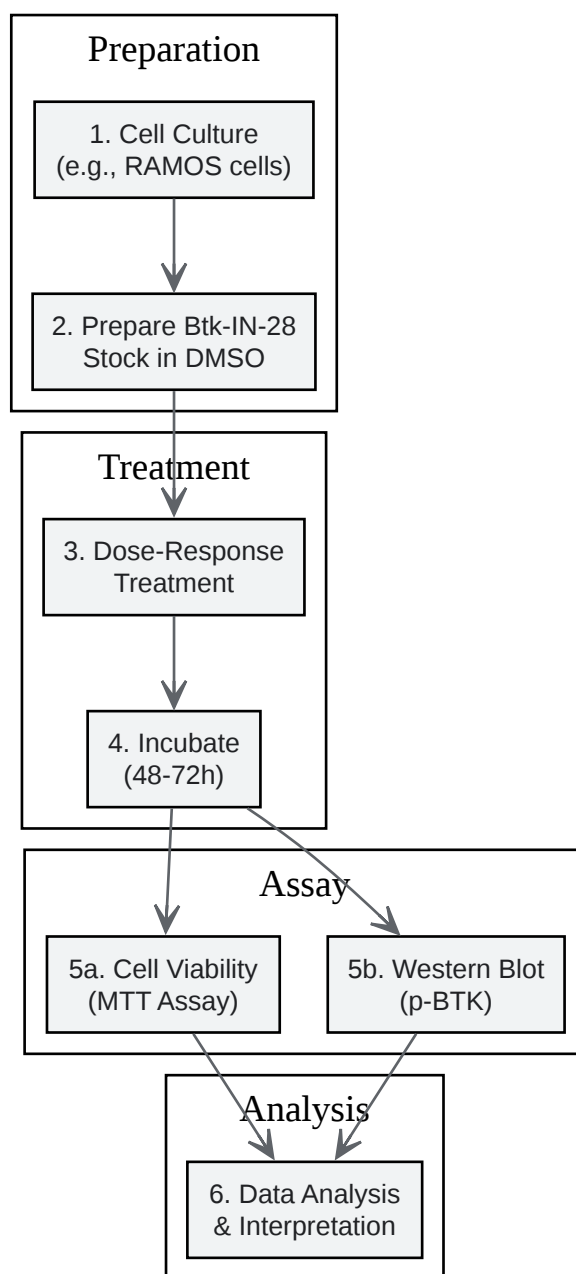 Preparation
1. Cell Culture
(e.g., RAMOS cells)
2. Prepare Btk-IN-28
Stock in DMSO
Treatment
3. Dose-Response
Treatment
4. Incubate
(48-72h)
Assay
5a. Cell Viability
(MTT Assay)
5b. Western Blot
(p-BTK)
Analysis
6. Data Analysis
& Interpretation